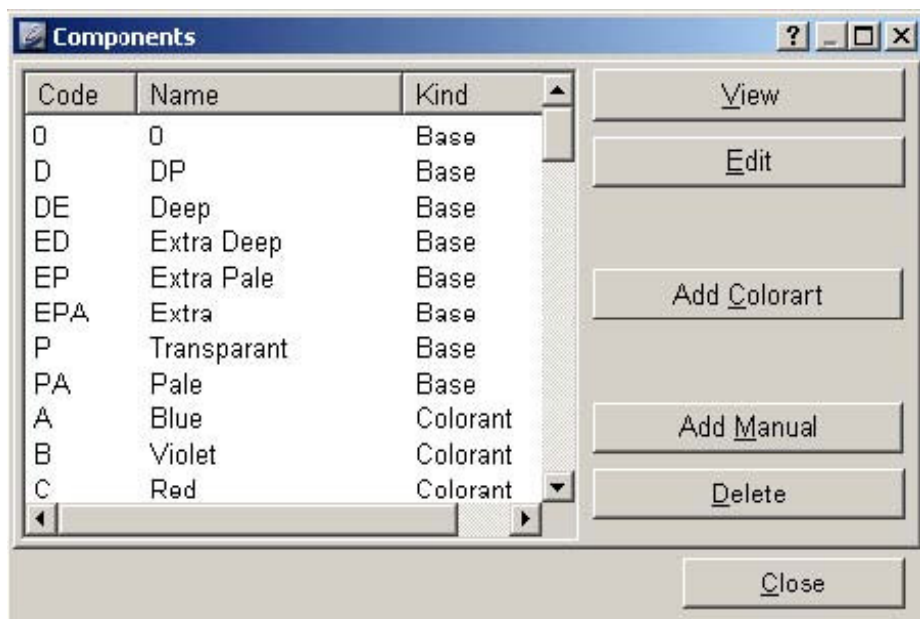 Components
Code Name Kind
0 0 Base
D DP Base
DE Deep Base
ED Extra Deep Base
EP Extra Pale Base
EPA Extra Base
P Transparant Base
PA Pale Base
A Blue Colorant
B Violet Colorant
C Red Colorant
View
Edit
Add Colorart
Add Manual
Delete
Close